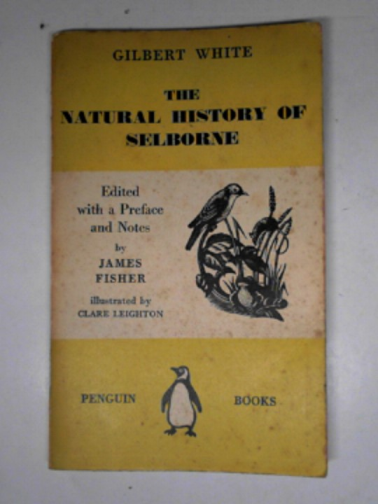 GILBERT WHITE
THE
NATURAL HISTORY OF
SELBORNE
Edited
with a Preface
and Notes
by
JAMES
FISHER
illustrated by
CLARE LEIGHTON
PENGUIN BOOKS